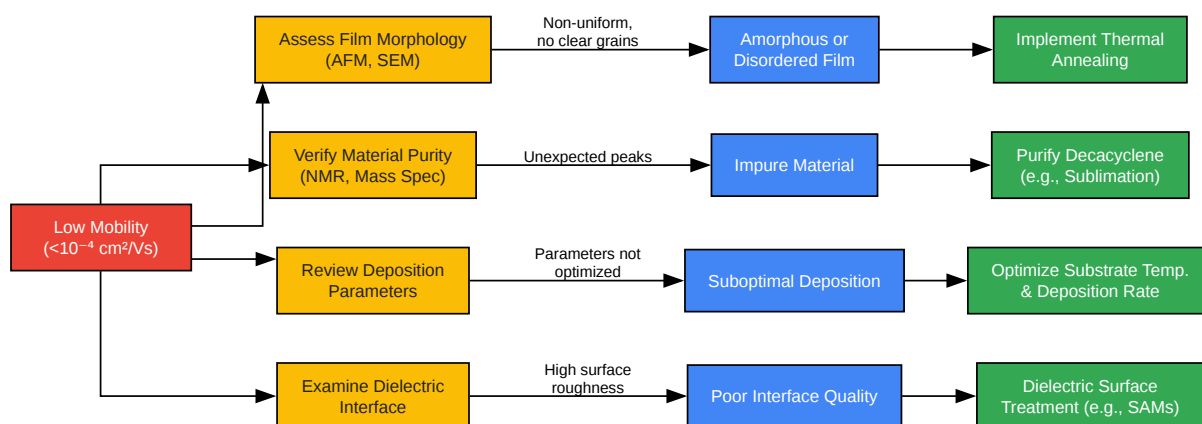 Assess Film Morphology
(AFM, SEM)
Non-uniform,
no clear grains
Amorphous or
Disordered Film
Implement Thermal
Annealing
Verify Material Purity
(NMR, Mass Spec)
Unexpected peaks
Impure Material
Purify Decacyclene
(e.g., Sublimation)
Low Mobility
(<10⁻⁴ cm²/Vs)
Review Deposition
Parameters
Parameters not
optimized
Suboptimal Deposition
Optimize Substrate Temp.
& Deposition Rate
Examine Dielectric
Interface
High surface
roughness
Poor Interface Quality
Dielectric Surface
Treatment (e.g., SAMs)